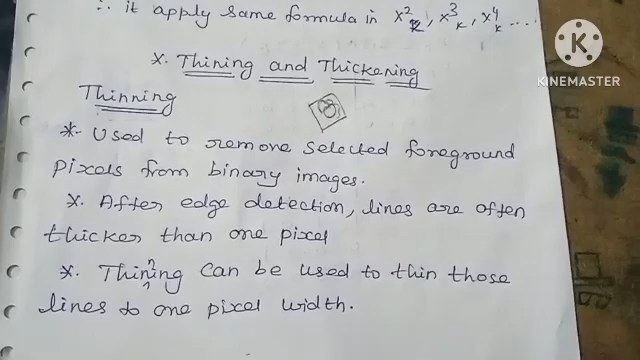 ∴ it apply same formula in X²k, X³k, X⁴k ....
KINEMASTER
x. Thining and Thickening
Thinning
*. Used to remove selected foreground
pixels from binary images.
x. After edge detection, lines are often
thicker than one pixel
x. Thinning can be used to thin those
lines to one pixel width.